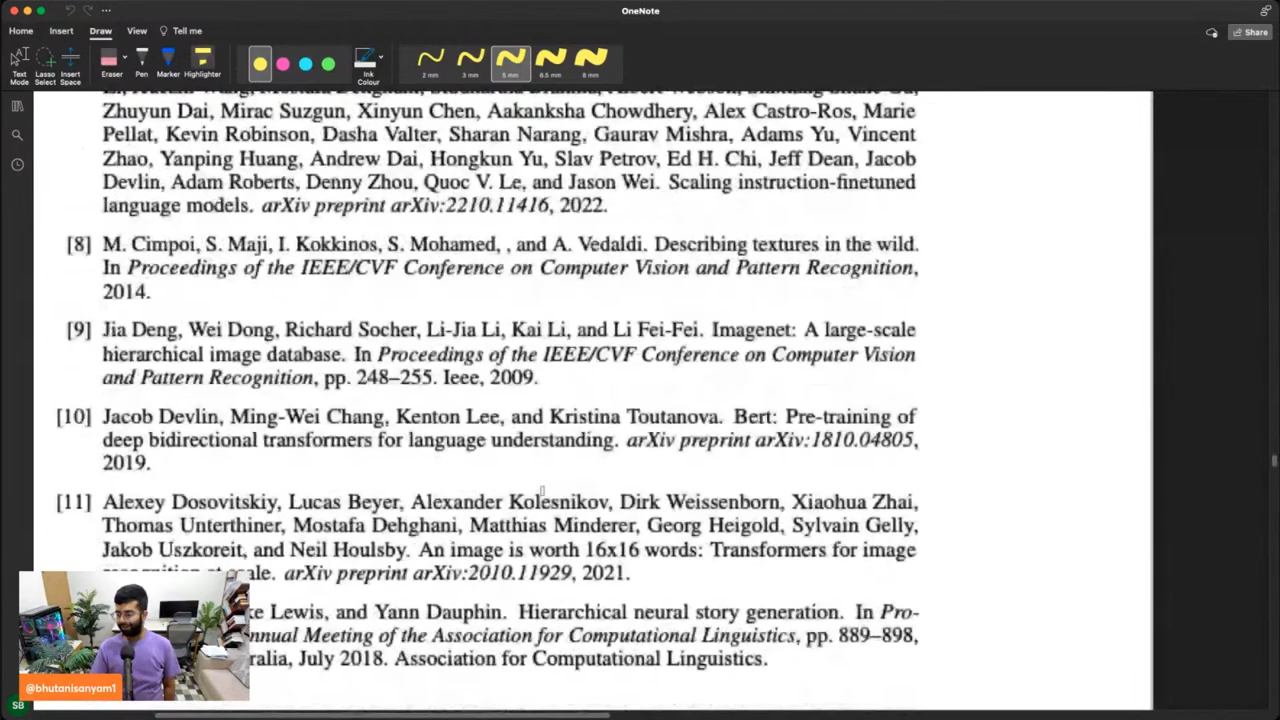 OneNote
Home Insert Draw View Tell me
Share
Text Mode Lasso Select Insert Space Eraser Pen Marker Highlighter Ink Colour 2 mm 3 mm 5 mm 6.5 mm 8 mm
Zhuyun Dai, Mirac Suzgun, Xinyun Chen, Aakanksha Chowdhery, Alex Castro-Ros, Marie
Pellat, Kevin Robinson, Dasha Valter, Sharan Narang, Gaurav Mishra, Adams Yu, Vincent
Zhao, Yanping Huang, Andrew Dai, Hongkun Yu, Slav Petrov, Ed H. Chi, Jeff Dean, Jacob
Devlin, Adam Roberts, Denny Zhou, Quoc V. Le, and Jason Wei. Scaling instruction-finetuned
language models. arXiv preprint arXiv:2210.11416, 2022.
[8] M. Cimpoi, S. Maji, I. Kokkinos, S. Mohamed, , and A. Vedaldi. Describing textures in the wild.
In Proceedings of the IEEE/CVF Conference on Computer Vision and Pattern Recognition,
2014.
[9] Jia Deng, Wei Dong, Richard Socher, Li-Jia Li, Kai Li, and Li Fei-Fei. Imagenet: A large-scale
hierarchical image database. In Proceedings of the IEEE/CVF Conference on Computer Vision
and Pattern Recognition, pp. 248–255. Ieee, 2009.
[10] Jacob Devlin, Ming-Wei Chang, Kenton Lee, and Kristina Toutanova. Bert: Pre-training of
deep bidirectional transformers for language understanding. arXiv preprint arXiv:1810.04805,
2019.
[11] Alexey Dosovitskiy, Lucas Beyer, Alexander Kolesnikov, Dirk Weissenborn, Xiaohua Zhai,
Thomas Unterthiner, Mostafa Dehghani, Matthias Minderer, Georg Heigold, Sylvain Gelly,
Jakob Uszkoreit, and Neil Houlsby. An image is worth 16x16 words: Transformers for image
arXiv preprint arXiv:2010.11929, 2021.
Lewis, and Yann Dauphin. Hierarchical neural story generation. In Pro-
Meeting of the Association for Computational Linguistics, pp. 889–898,
July 2018. Association for Computational Linguistics.
@bhutanisanyam1
SB